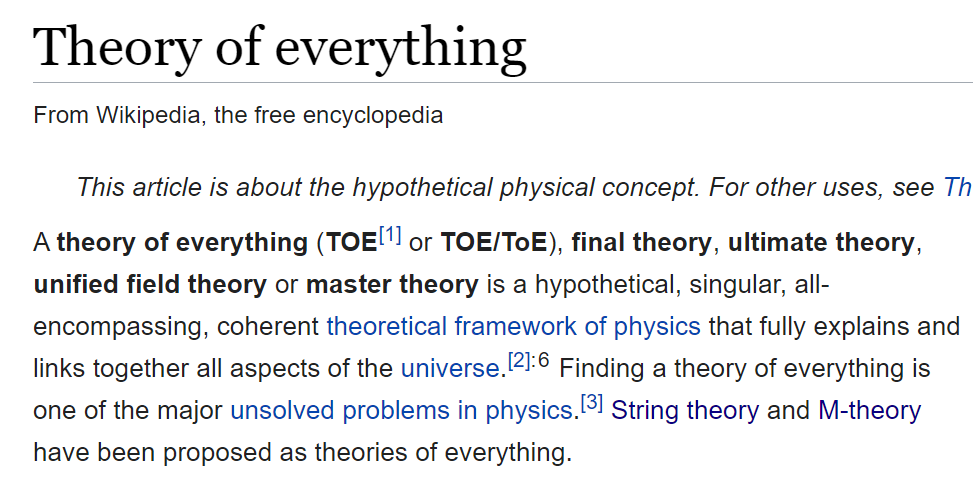 Theory of everything
From Wikipedia, the free encyclopedia
This article is about the hypothetical physical concept. For other uses, see Th
A theory of everything (TOE[1] or TOE/ToE), final theory, ultimate theory,
unified field theory or master theory is a hypothetical, singular, all-
encompassing, coherent theoretical framework of physics that fully explains and
links together all aspects of the universe.[2]:6 Finding a theory of everything is
one of the major unsolved problems in physics.[3] String theory and M-theory
have been proposed as theories of everything.